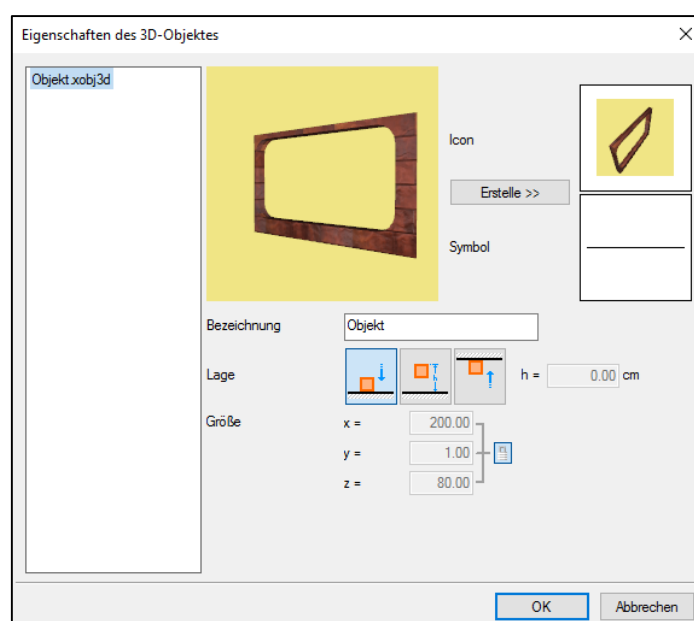 Eigenschaften des 3D-Objektes
Objekt.xobj3d
Icon
Erstelle >>
Symbol
Bezeichnung Objekt
Lage h = 0.00 cm
Größe x = 200.00
y = 1.00
z = 80.00
OK Abbrechen